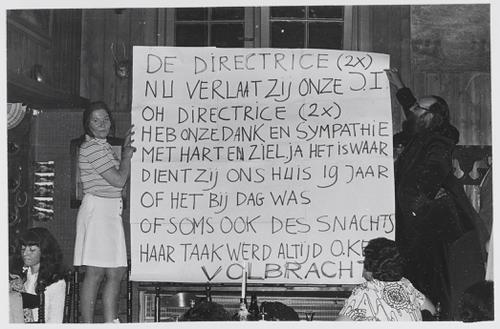 DE DIRECTRICE (2X)
NU VERLAAT ZIJ ONZE J.I.
OH DIRECTRICE (2X)
HEB ONZE DANK EN SYMPATHIE
MET HART EN ZIEL JA HET IS WAAR
DIENT ZIJ ONS HUIS 19 JAAR
OF HET BIJ DAG WAS
OF SOMS OOK DES SNACHTS
HAAR TAAK WERD ALTIJD O.KEE
VOLBRACHT